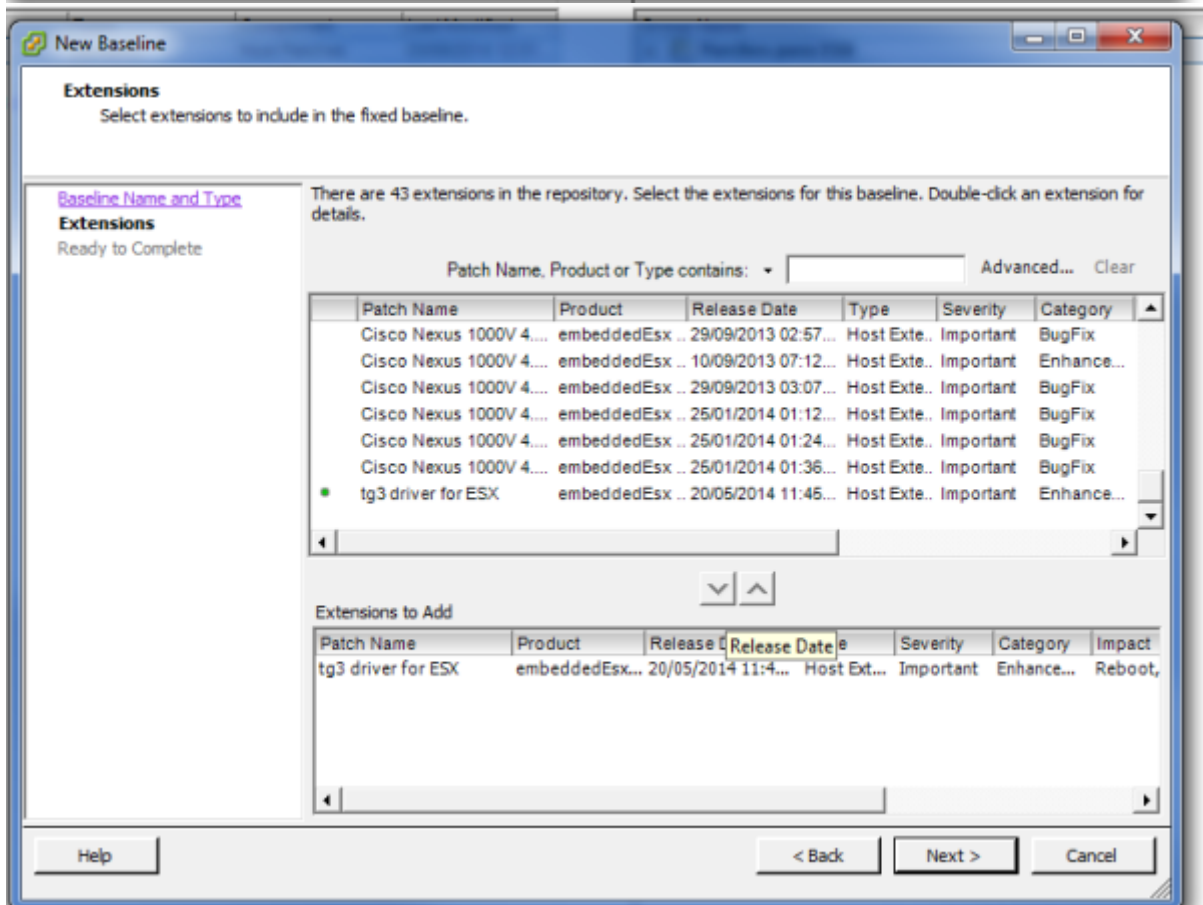 New Baseline
Extensions
Select extensions to include in the fixed baseline.
Baseline Name and Type
Extensions
Ready to Complete
There are 43 extensions in the repository. Select the extensions for this baseline. Double-click an extension for
details.
Patch Name, Product or Type contains: Advanced... Clear
Patch Name Product Release Date Type Severity Category
Cisco Nexus 1000V 4.... embeddedEsx .. 29/09/2013 02:57... Host Exte.. Important BugFix
Cisco Nexus 1000V 4.... embeddedEsx .. 10/09/2013 07:12... Host Exte.. Important Enhance...
Cisco Nexus 1000V 4.... embeddedEsx .. 29/09/2013 03:07... Host Exte.. Important BugFix
Cisco Nexus 1000V 4.... embeddedEsx .. 25/01/2014 01:12... Host Exte.. Important BugFix
Cisco Nexus 1000V 4.... embeddedEsx .. 25/01/2014 01:24... Host Exte.. Important BugFix
Cisco Nexus 1000V 4.... embeddedEsx .. 25/01/2014 01:36... Host Exte.. Important BugFix
tg3 driver for ESX embeddedEsx .. 20/05/2014 11:45... Host Exte.. Important Enhance...
Extensions to Add
Patch Name Product Release Release Date e Severity Category Impact
tg3 driver for ESX embeddedEsx... 20/05/2014 11:4... Host Ext... Important Enhance... Reboot,
Help < Back Next > Cancel